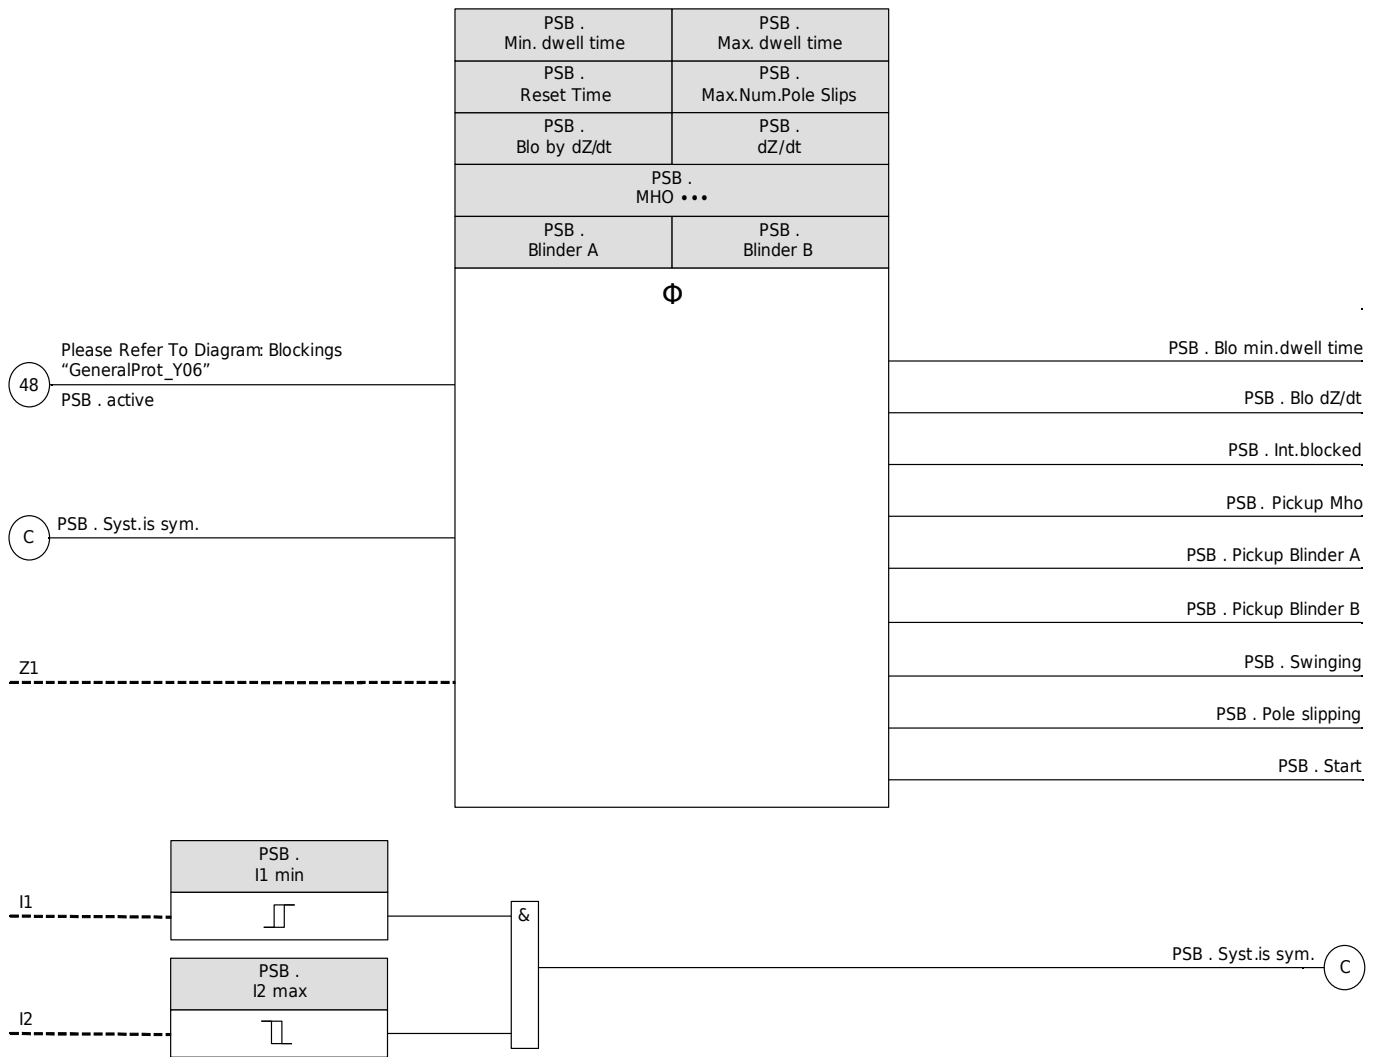 PSB . PSB .
Min. dwell time Max. dwell time
PSB . PSB .
Reset Time Max.Num.Pole Slips
PSB . PSB .
Blo by dZ/dt dZ/dt
PSB .
MHO •••
PSB . PSB .
Blinder A Blinder B
Φ
Please Refer To Diagram: Blockings
“GeneralProt_Y06”
48
PSB . active
C
PSB . Syst.is sym.
Z1
PSB . Blo min.dwell time
PSB . Blo dZ/dt
PSB . Int.blocked
PSB . Pickup Mho
PSB . Pickup Blinder A
PSB . Pickup Blinder B
PSB . Swinging
PSB . Pole slipping
PSB . Start
PSB .
I1 min
I1
&
PSB . Syst.is sym.
C
PSB .
I2 max
I2